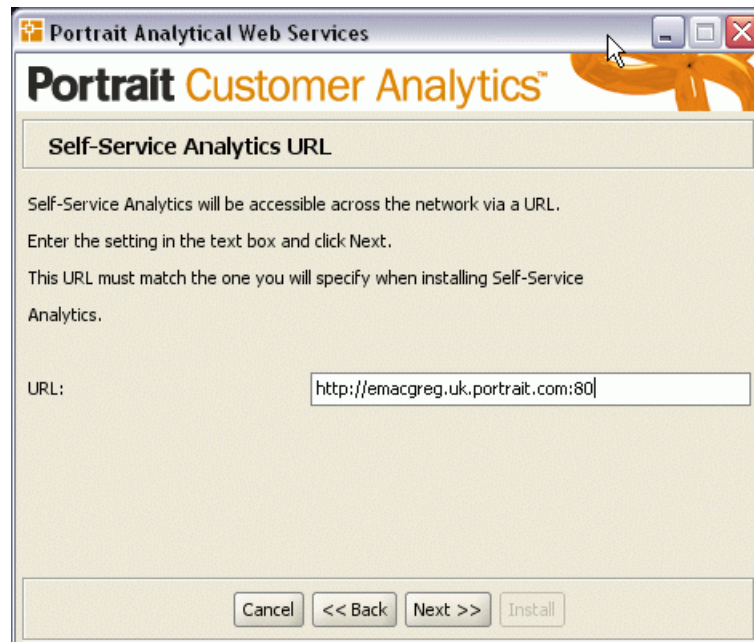 Portrait Analytical Web Services
Portrait Customer Analytics™
Self-Service Analytics URL
Self-Service Analytics will be accessible across the network via a URL.
Enter the setting in the text box and click Next.
This URL must match the one you will specify when installing Self-Service
Analytics.
URL: http://emacgreg.uk.portrait.com:80
Cancel << Back Next >> Install